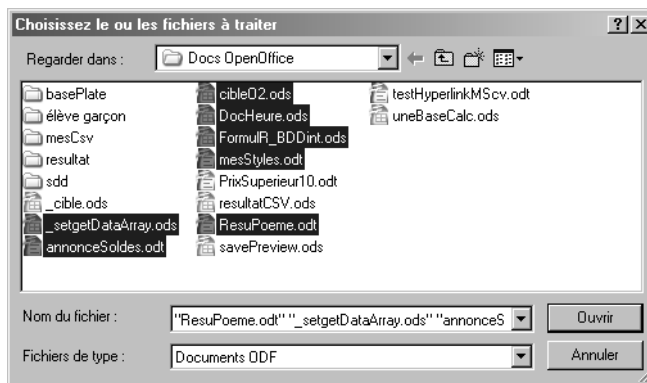 Choisissez le ou les fichiers à traiter
Regarder dans :
Docs OpenOffice
basePlate
élève garçon
mesCsv
resultat
sdd
_cible.ods
_setgetDataArray.ods
annonceSoldes.odt
cibleO2.ods
DocHeure.ods
FormulR_BDDint.ods
mesStyles.odt
PrixSuperieur10.odt
resultatCSV.ods
ResuPoeme.odt
savePreview.ods
testHyperlinkMScv.odt
uneBaseCalc.ods
Nom du fichier :
"ResuPoeme.odt" "_setgetDataArray.ods" "annonceS
Ouvrir
Fichiers de type :
Documents ODF
Annuler